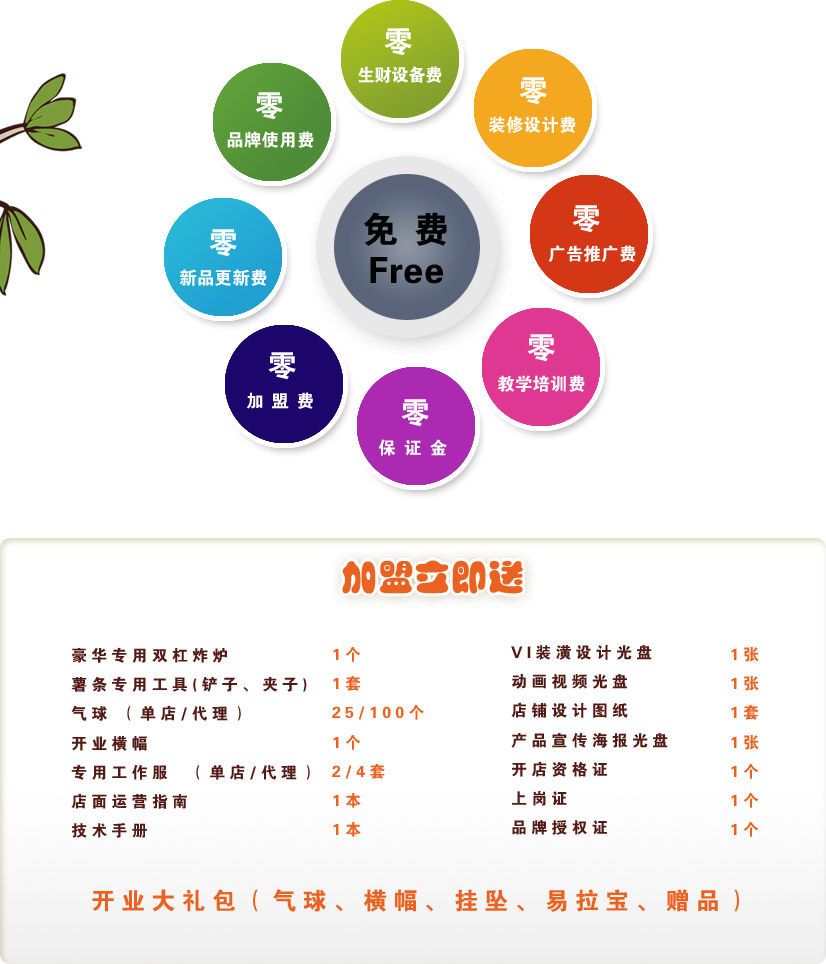 零
生财设备费
零
装修设计费
零
品牌使用费
零
广告推广费
免 费
Free
零
新品更新费
零
教学培训费
零
加 盟 费
零
保 证 金
加盟立即送
豪华专用双杠炸炉 1个
薯条专用工具(铲子、夹子) 1套
气球 （单店/代理） 25/100个
开业横幅 1个
专用工作服 （单店/代理） 2/4套
店面运营指南 1本
技术手册 1本
VI装潢设计光盘 1张
动画视频光盘 1张
店铺设计图纸 1套
产品宣传海报光盘 1张
开店资格证 1个
上岗证 1个
品牌授权证 1个
开业大礼包（气球、横幅、挂坠、易拉宝、赠品）